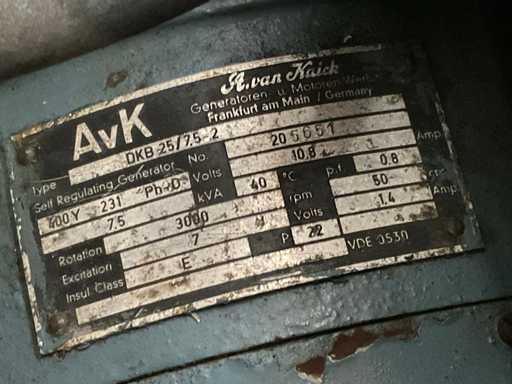 AvK
A. van Kaick
Generatoren- u. Motoren-Werke
Frankfurt am Main / Germany
Type DKB 25/7.5-2 No. 205651
Self Regulating Generator Volts 10.8 Amp
400Y 231 Ph-D kVA 40 °C p.f. 0.8
7.5 3000 rpm 50
Rotation 7 Volts 1.4 Amp
Excitation E P 22 VDE 0530
Insul. Class